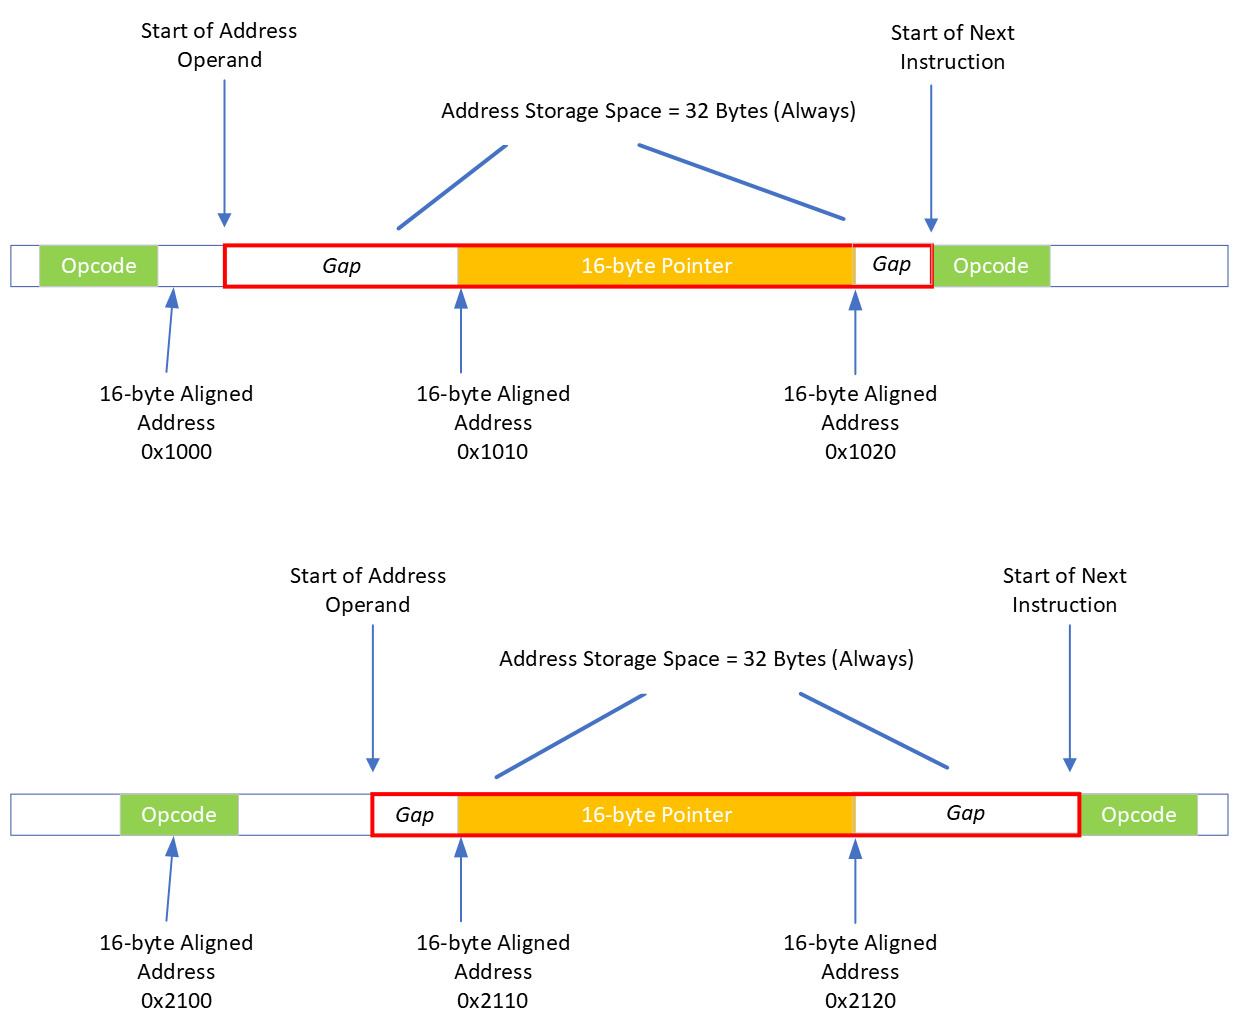 Start of Address
Operand
Start of Next
Instruction
Address Storage Space = 32 Bytes (Always)
Opcode
Gap
16-byte Pointer
Gap
Opcode
16-byte Aligned
Address
0x1000
16-byte Aligned
Address
0x1010
16-byte Aligned
Address
0x1020
Start of Address
Operand
Start of Next
Instruction
Address Storage Space = 32 Bytes (Always)
Opcode
Gap
16-byte Pointer
Gap
Opcode
16-byte Aligned
Address
0x2100
16-byte Aligned
Address
0x2110
16-byte Aligned
Address
0x2120